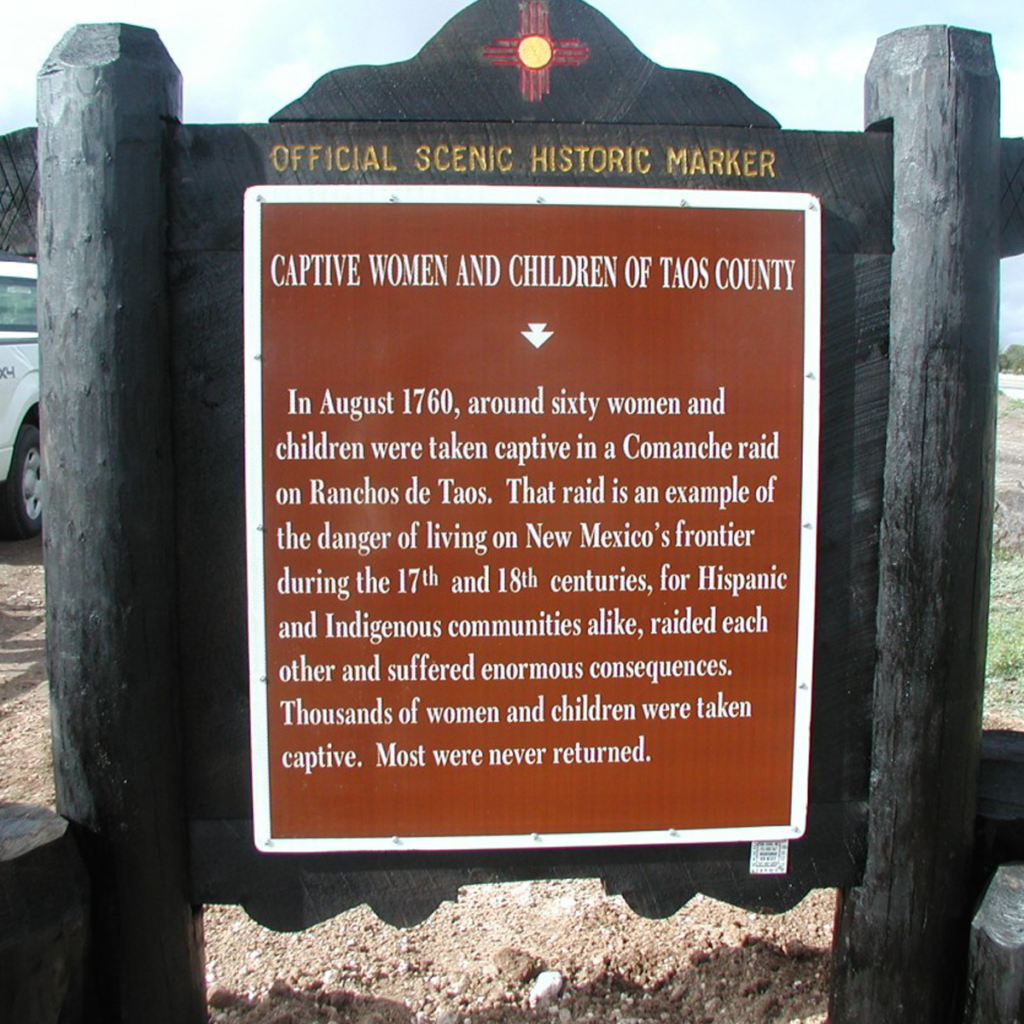 OFFICIAL SCENIC HISTORIC MARKER
CAPTIVE WOMEN AND CHILDREN OF TAOS COUNTY
In August 1760, around sixty women and
children were taken captive in a Comanche raid
on Ranchos de Taos. That raid is an example of
the danger of living on New Mexico's frontier
during the 17th and 18th centuries, for Hispanic
and Indigenous communities alike, raided each
other and suffered enormous consequences.
Thousands of women and children were taken
captive. Most were never returned.